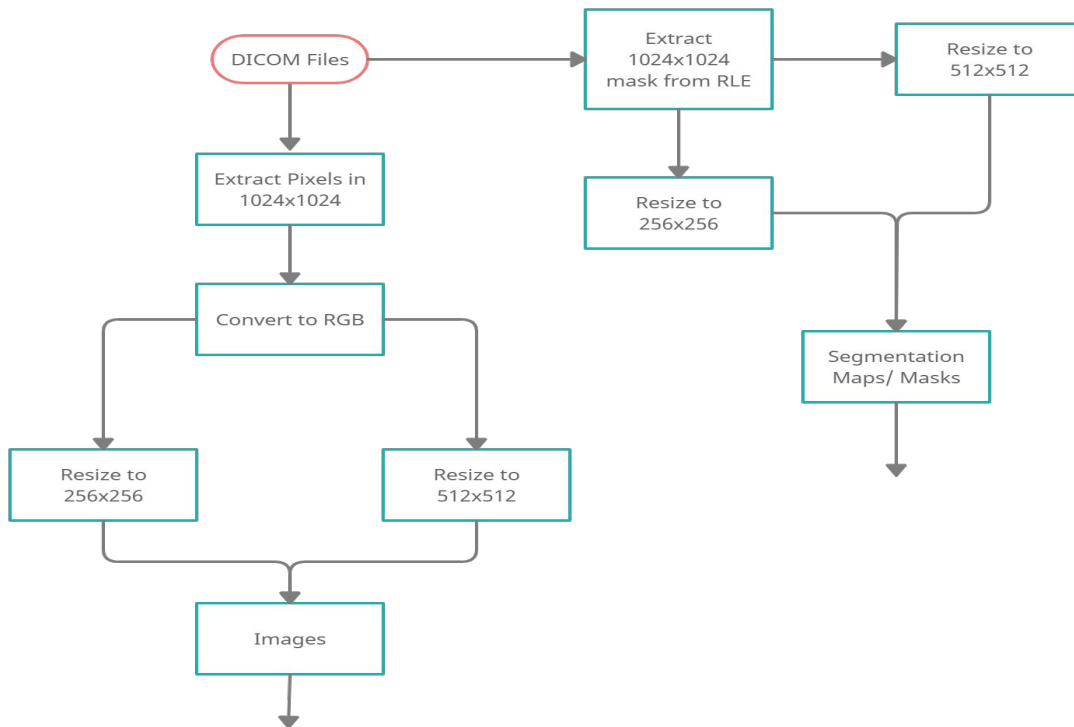 DICOM Files
Extract
1024x1024
mask from RLE
Resize to
512x512
Extract Pixels in
1024x1024
Resize to
256x256
Convert to RGB
Segmentation
Maps/ Masks
Resize to
256x256
Resize to
512x512
Images